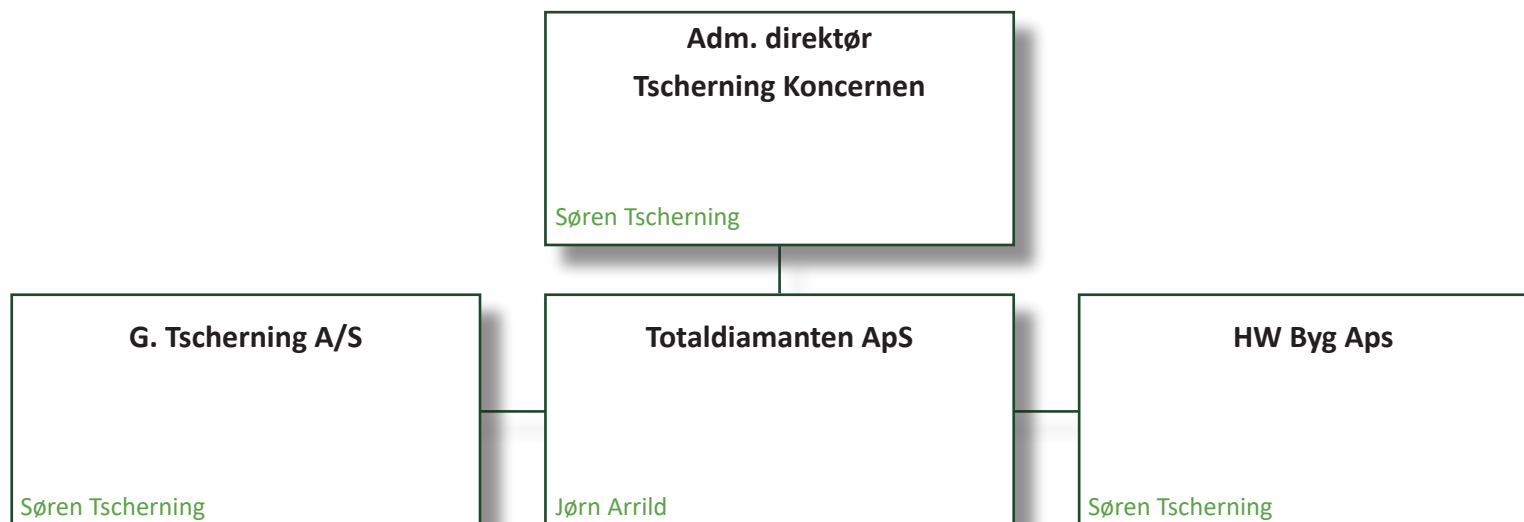 Adm. direktør
Tscherning Koncernen
Søren Tscherning
G. Tscherning A/S
Søren Tscherning
Totaldiamanten ApS
Jørn Arrild
HW Byg Aps
Søren Tscherning